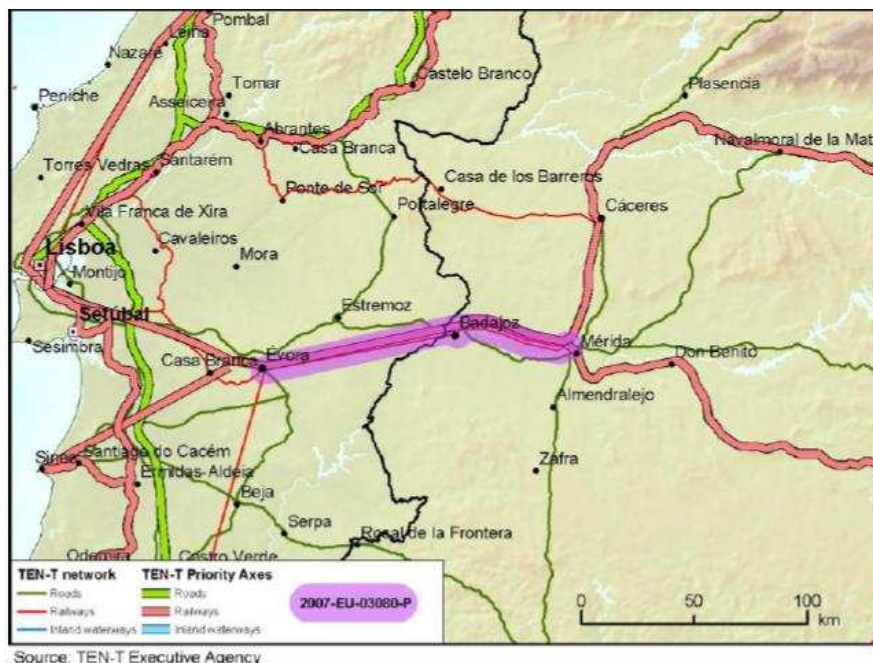 Pombal
Leiria
Nazaré
Tomar
Castelo Branco
Plasencia
Peniche
Asseiceira
Abrantes
Casa Branca
Navalmoral de la Mat
Torres Vedras
Santarém
Ponte de Sor
Casa de los Barreros
Vila Franca de Xira
Portalegre
Cáceres
Cavaleiros
Lisboa
Mora
Montijo
Estremoz
Setúbal
Badajoz
Sesimbra
Casa Branca
Évora
Mérida
Don Benito
Almendralejo
Santiago do Cacém
Sines
Ermidas-Aldeia
Zafra
Beja
Serpa
Rosal de la Frontera
Odemira
Castro Verde
TEN-T network
TEN-T Priority Axes
Roads
Roads
Railways
Railways
Inland waterways
Inland waterways
2007-EU-03080-P
0 50 100
km
Source: TEN-T Executive Agency